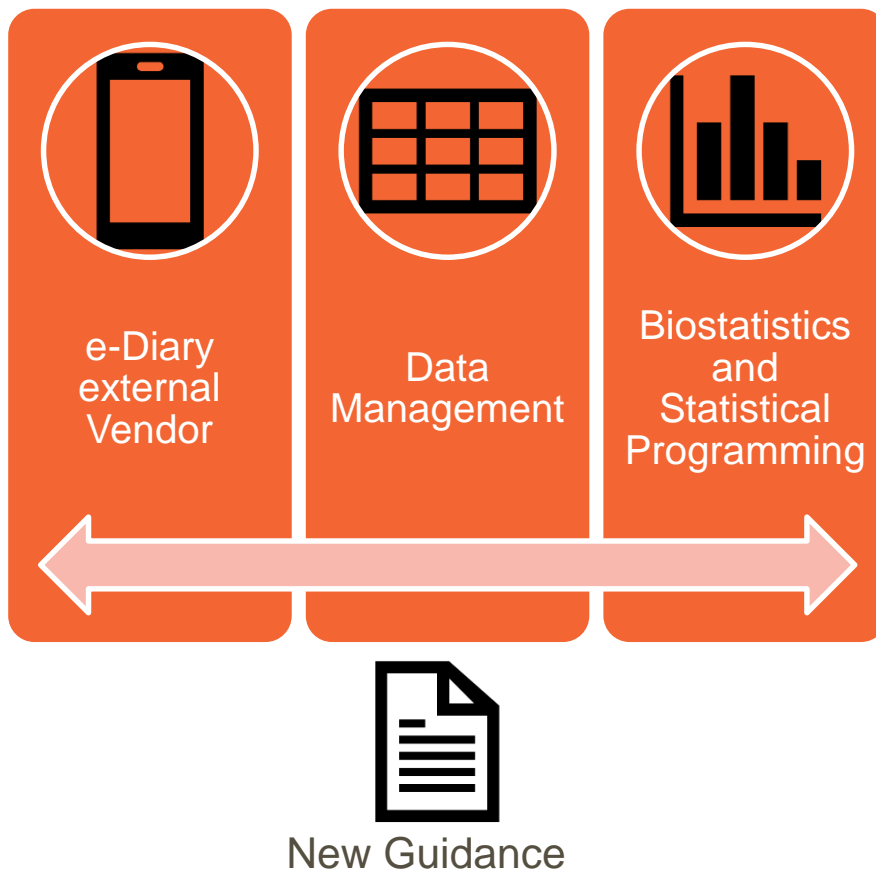 e-Diary
external
Vendor
Data
Management
Biostatistics
and
Statistical
Programming
New Guidance